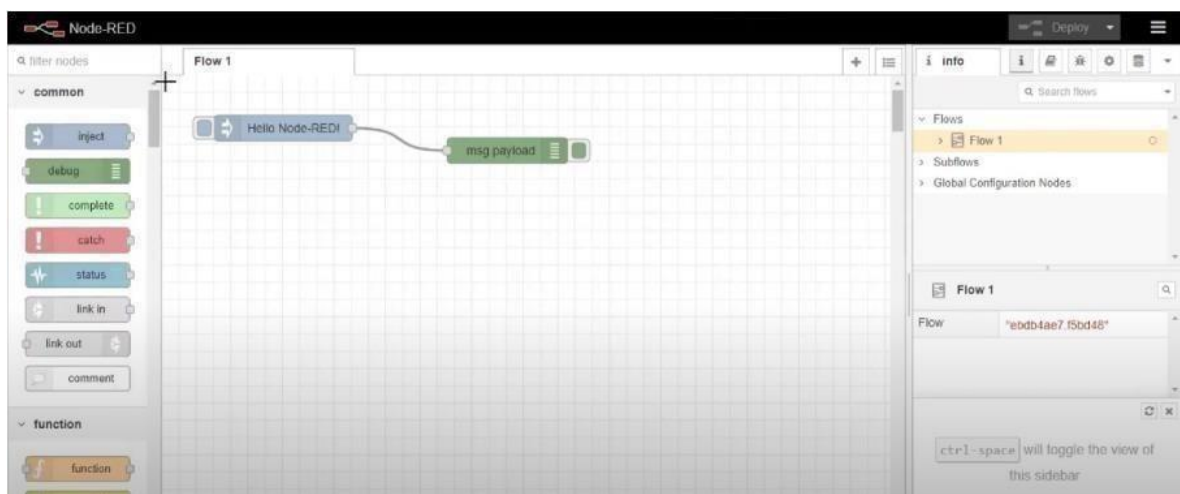 Node-RED
Deploy
filter nodes
Flow 1
info
Search flows
common
inject
debug
complete
catch
status
link in
link out
comment
function
function
Hello Node-RED!
msg payload
Flows
Flow 1
Subflows
Global Configuration Nodes
Flow 1
Flow "ebdb4ae7.f5bd48"
ctrl-space will toggle the view of
this sidebar